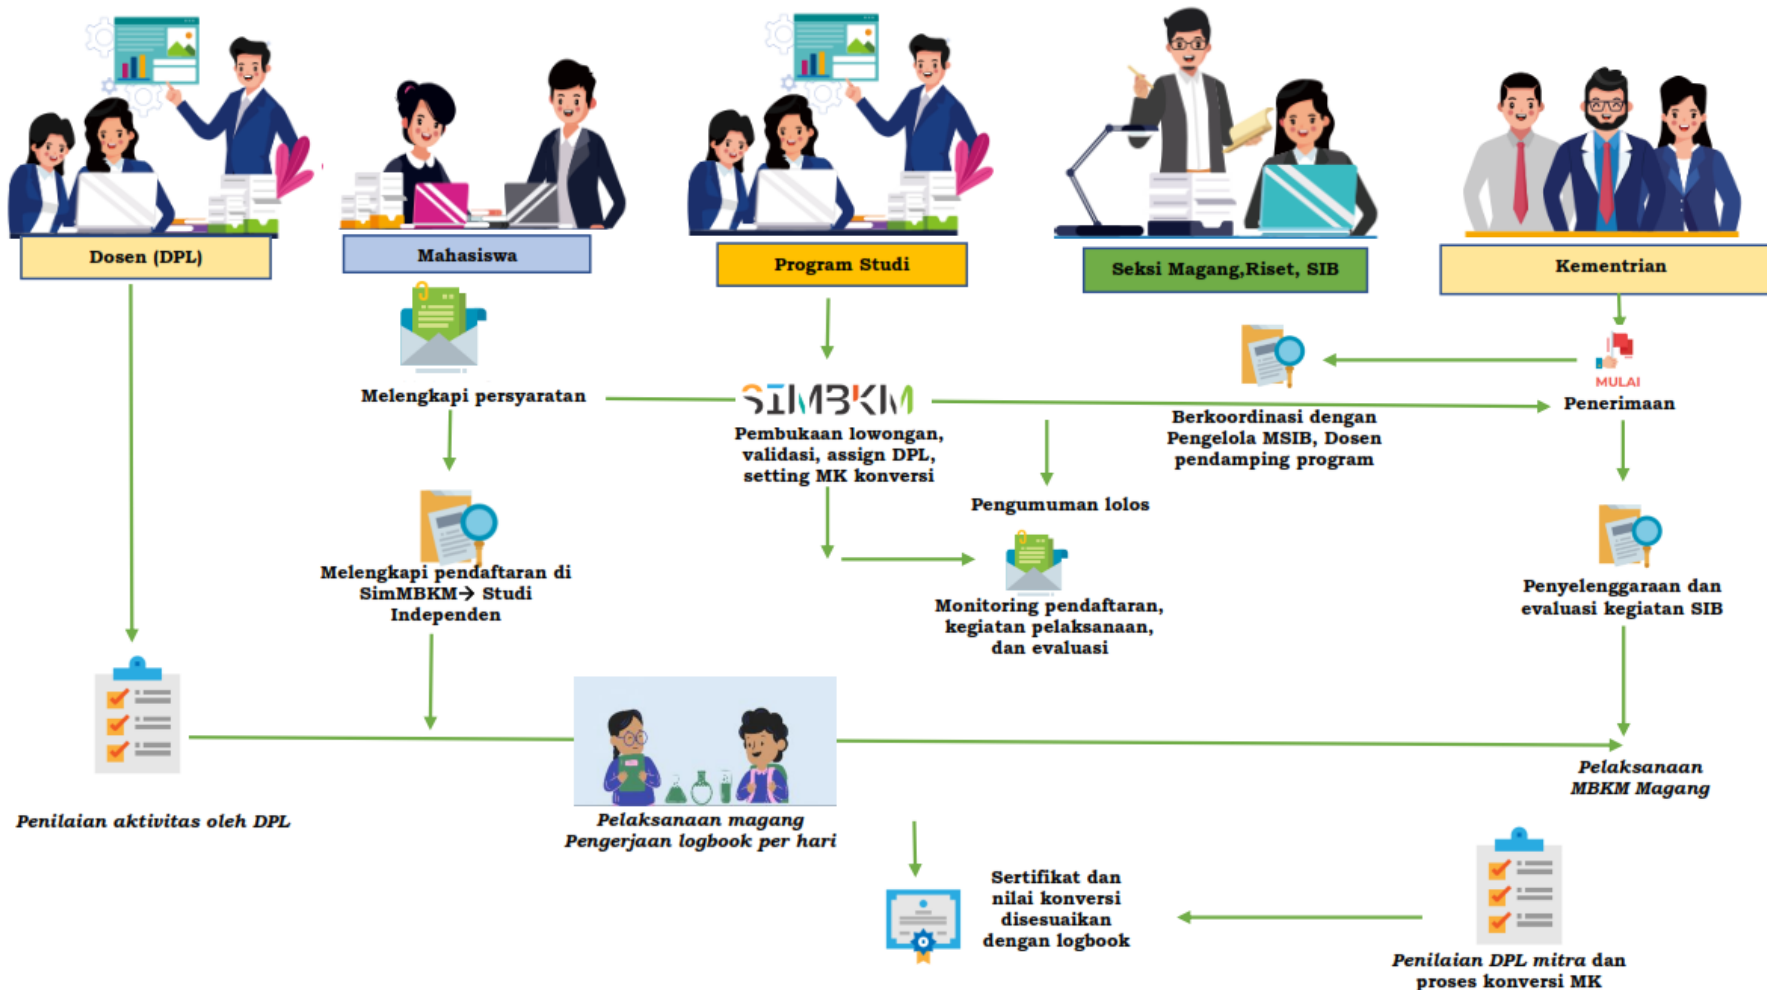 Dosen (DPL)
Mahasiswa
Program Studi
Seksi Magang,Riset, SIB
Kementrian
MULAI
Penerimaan
Melengkapi persyaratan
SIMBKM
Pembukaan lowongan,
validasi, assign DPL,
setting MK konversi
Berkoordinasi dengan
Pengelola MSIB, Dosen
pendamping program
Pengumuman lolos
Melengkapi pendaftaran di
SimMBKM→ Studi
Independen
Monitoring pendaftaran,
kegiatan pelaksanaan,
dan evaluasi
Penyelenggaraan dan
evaluasi kegiatan SIB
Penilaian aktivitas oleh DPL
Pelaksanaan magang
Pengerjaan logbook per hari
Pelaksanaan
MBKM Magang
Sertifikat dan
nilai konversi
disesuaikan
dengan logbook
Penilaian DPL mitra dan
proses konversi MK